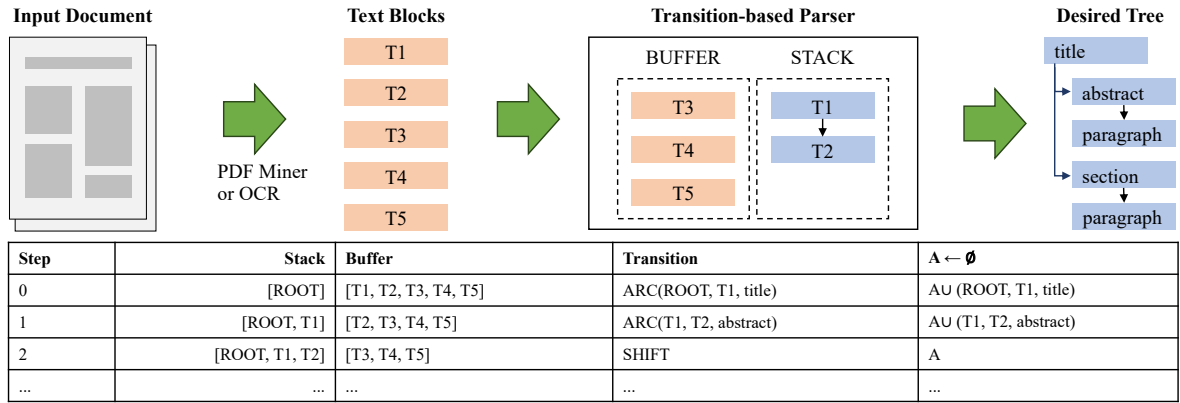 Input Document
Text Blocks
Transition-based Parser
Desired Tree
PDF Miner
or OCR
T1
T2
T3
T4
T5
BUFFER
STACK
T3
T4
T5
T1
T2
title
abstract
paragraph
section
paragraph
Step Stack Buffer Transition A ← ∅
0 [ROOT] [T1, T2, T3, T4, T5] ARC(ROOT, T1, title) A∪ (ROOT, T1, title)
1 [ROOT, T1] [T2, T3, T4, T5] ARC(T1, T2, abstract) A∪ (T1, T2, abstract)
2 [ROOT, T1, T2] [T3, T4, T5] SHIFT A
... ... ... ... ...